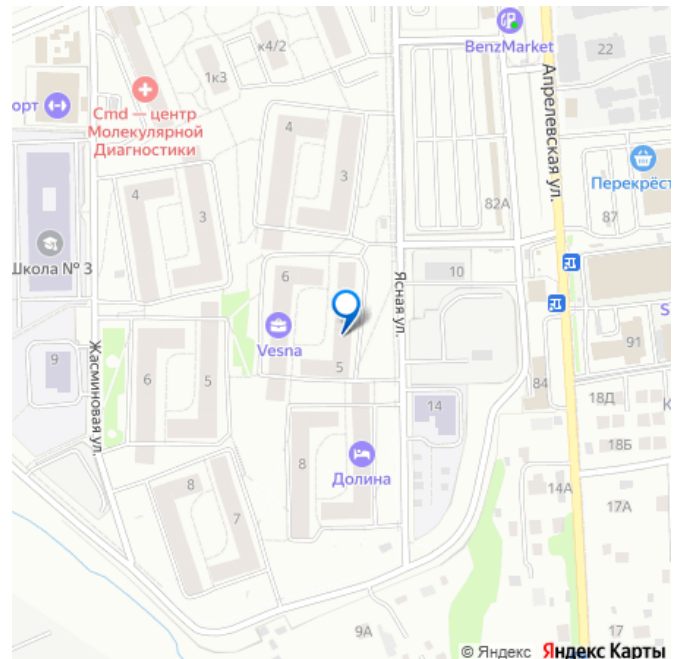 к4/2
BenzMarket
22
1к3
орт
Cmd — центр
Молекулярной
Диагностики
Апрелевская ул.
4
3
Перекрёст
4
3
82А
87
Школа № 3
Ясная ул.
10
6
S
Vesna
91
9
Жасминовая ул.
6
5
5
84
18Д
К
14
18Б
8
Долина
8
14А
17А
7
9А
17
© Яндекс Яндекс Карты